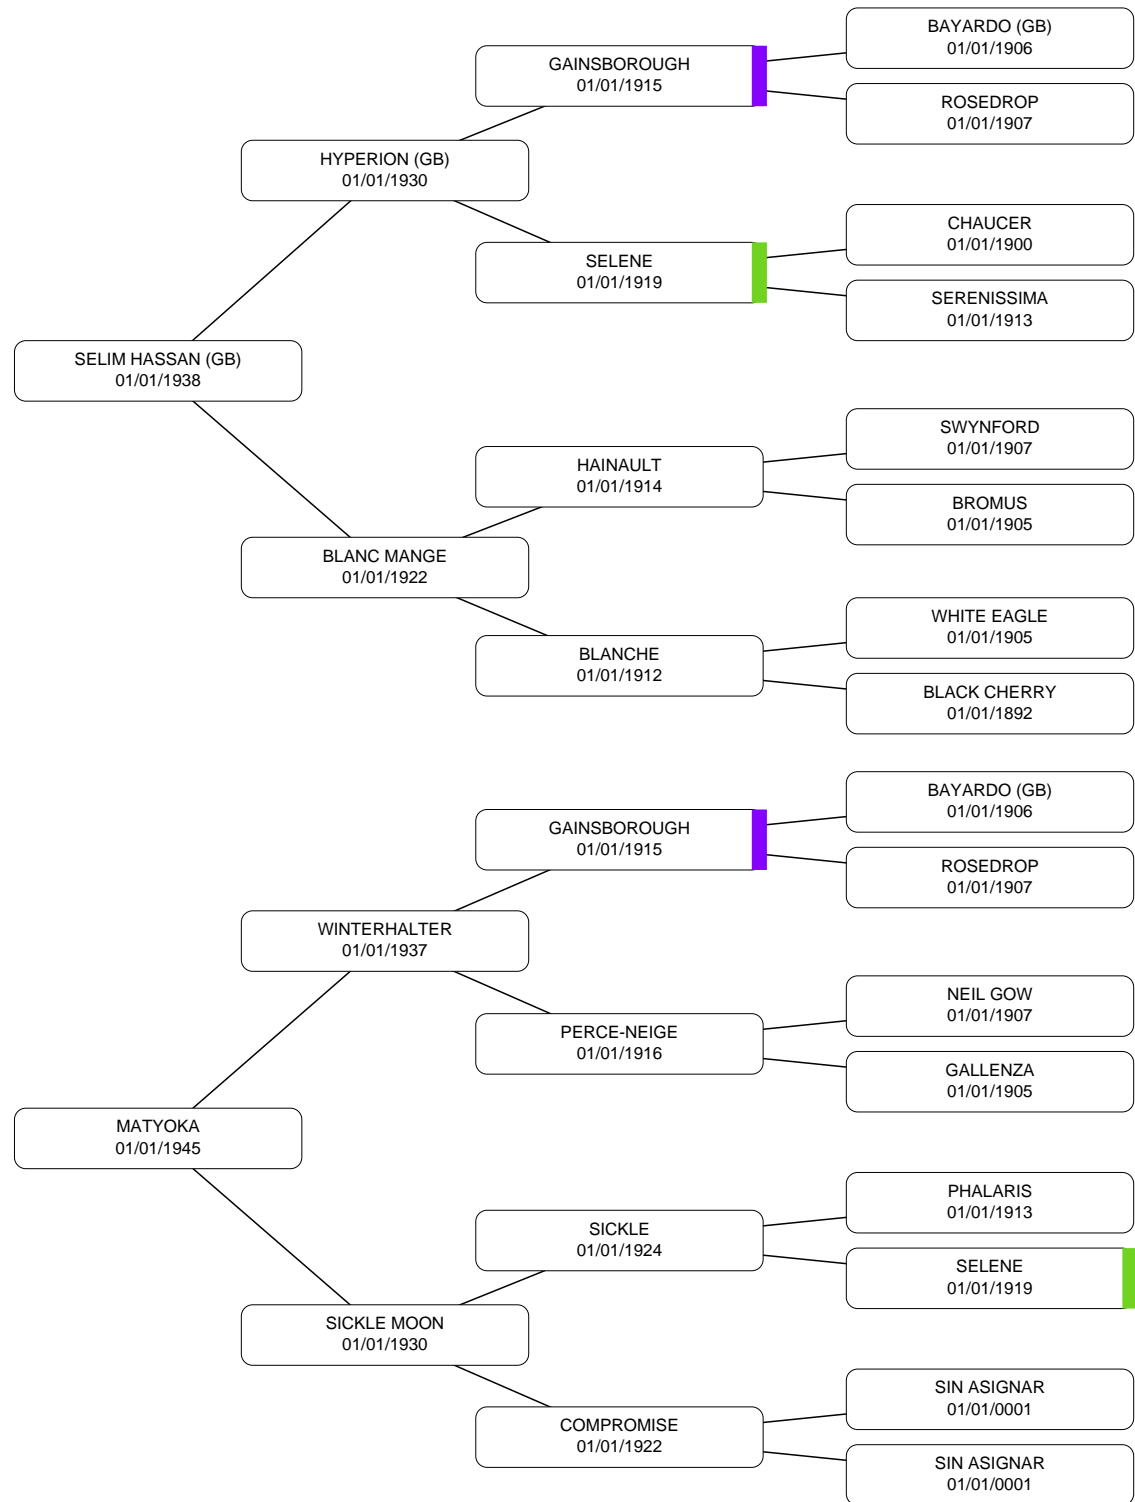 BAYARDO (GB)
01/01/1906
GAINSBOROUGH
01/01/1915
ROSEDROP
01/01/1907
HYPERION (GB)
01/01/1930
CHAUCER
01/01/1900
SELENE
01/01/1919
SERENISSIMA
01/01/1913
SELIM HASSAN (GB)
01/01/1938
SWYNFORD
01/01/1907
HAINAULT
01/01/1914
BROMUS
01/01/1905
BLANC MANGE
01/01/1922
WHITE EAGLE
01/01/1905
BLANCHE
01/01/1912
BLACK CHERRY
01/01/1892
BAYARDO (GB)
01/01/1906
GAINSBOROUGH
01/01/1915
ROSEDROP
01/01/1907
WINTERHALTER
01/01/1937
NEIL GOW
01/01/1907
PERCE-NEIGE
01/01/1916
GALLENZA
01/01/1905
MATYOKA
01/01/1945
PHALARIS
01/01/1913
SICKLE
01/01/1924
SELENE
01/01/1919
SICKLE MOON
01/01/1930
SIN ASIGNAR
01/01/0001
COMPROMISE
01/01/1922
SIN ASIGNAR
01/01/0001